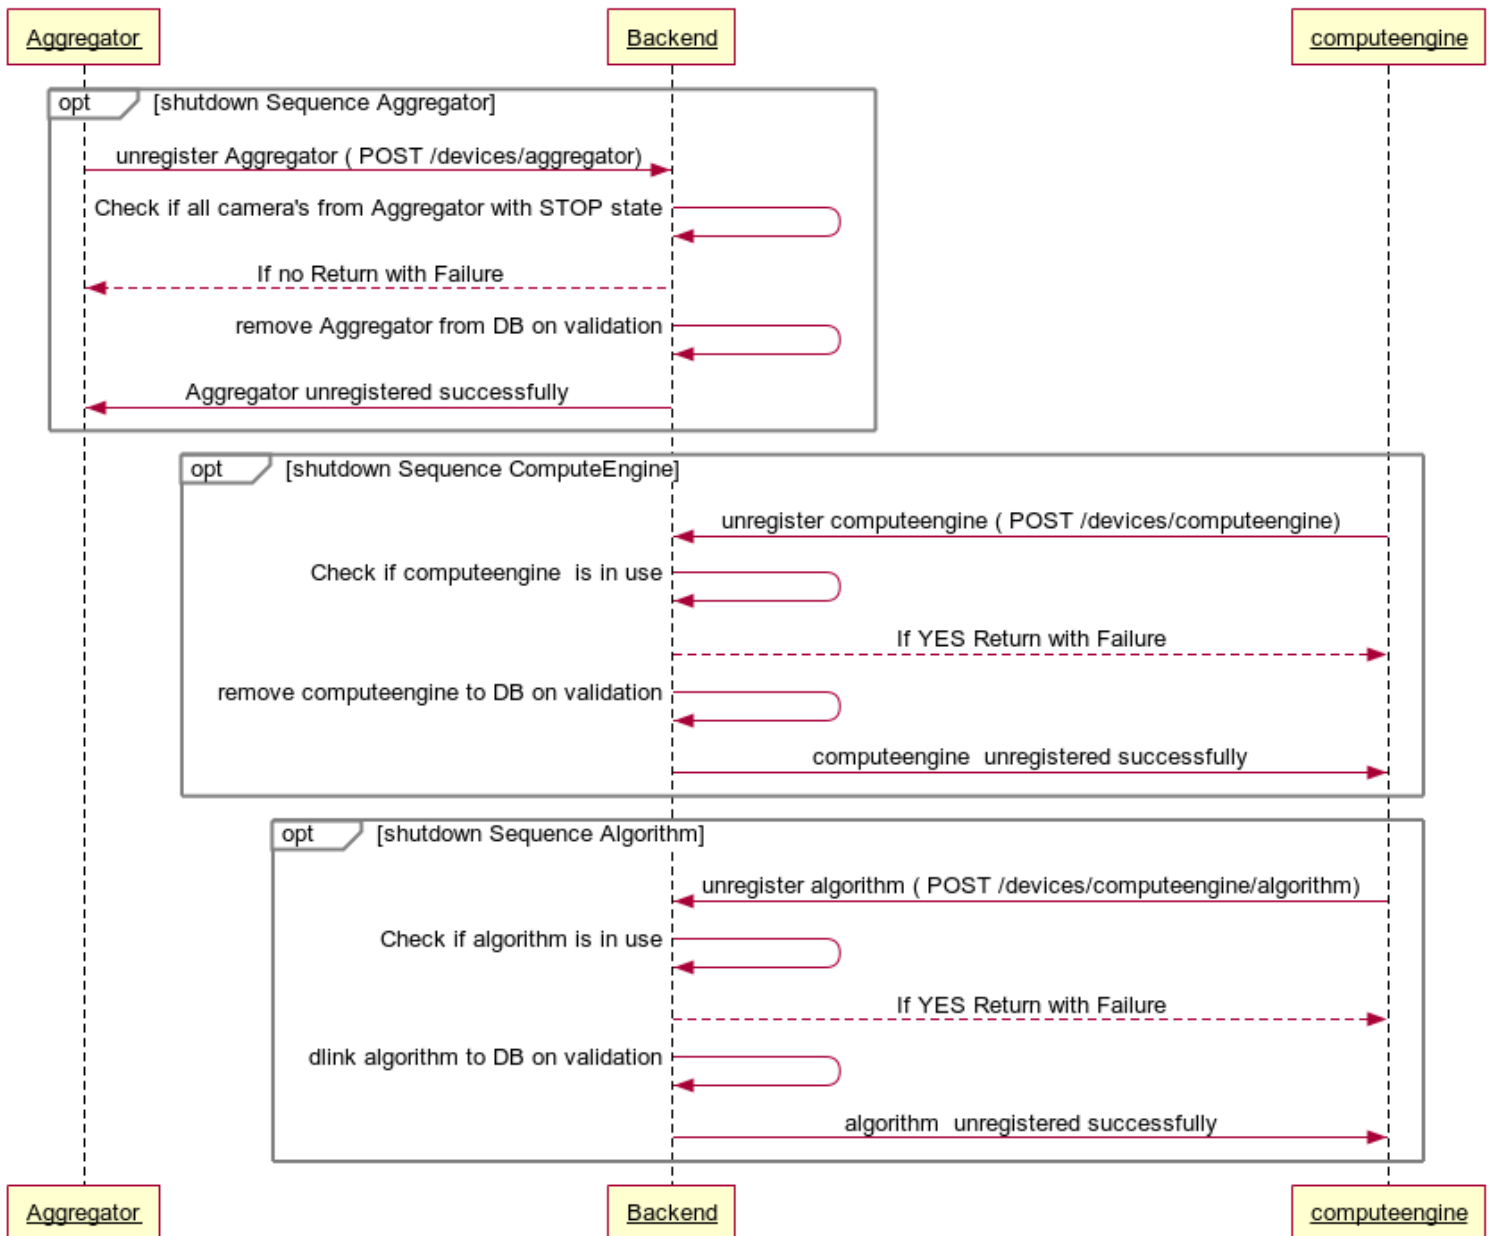 Aggregator
Backend
computeengine
opt
[shutdown Sequence Aggregator]
unregister Aggregator ( POST /devices/aggregator)
Check if all camera's from Aggregator with STOP state
If no Return with Failure
remove Aggregator from DB on validation
Aggregator unregistered successfully
opt
[shutdown Sequence ComputeEngine]
unregister computeengine ( POST /devices/computeengine)
Check if computeengine  is in use
If YES Return with Failure
remove computeengine to DB on validation
computeengine  unregistered successfully
opt
[shutdown Sequence Algorithm]
unregister algorithm ( POST /devices/computeengine/algorithm)
Check if algorithm is in use
If YES Return with Failure
dlink algorithm to DB on validation
algorithm  unregistered successfully
Aggregator
Backend
computeengine